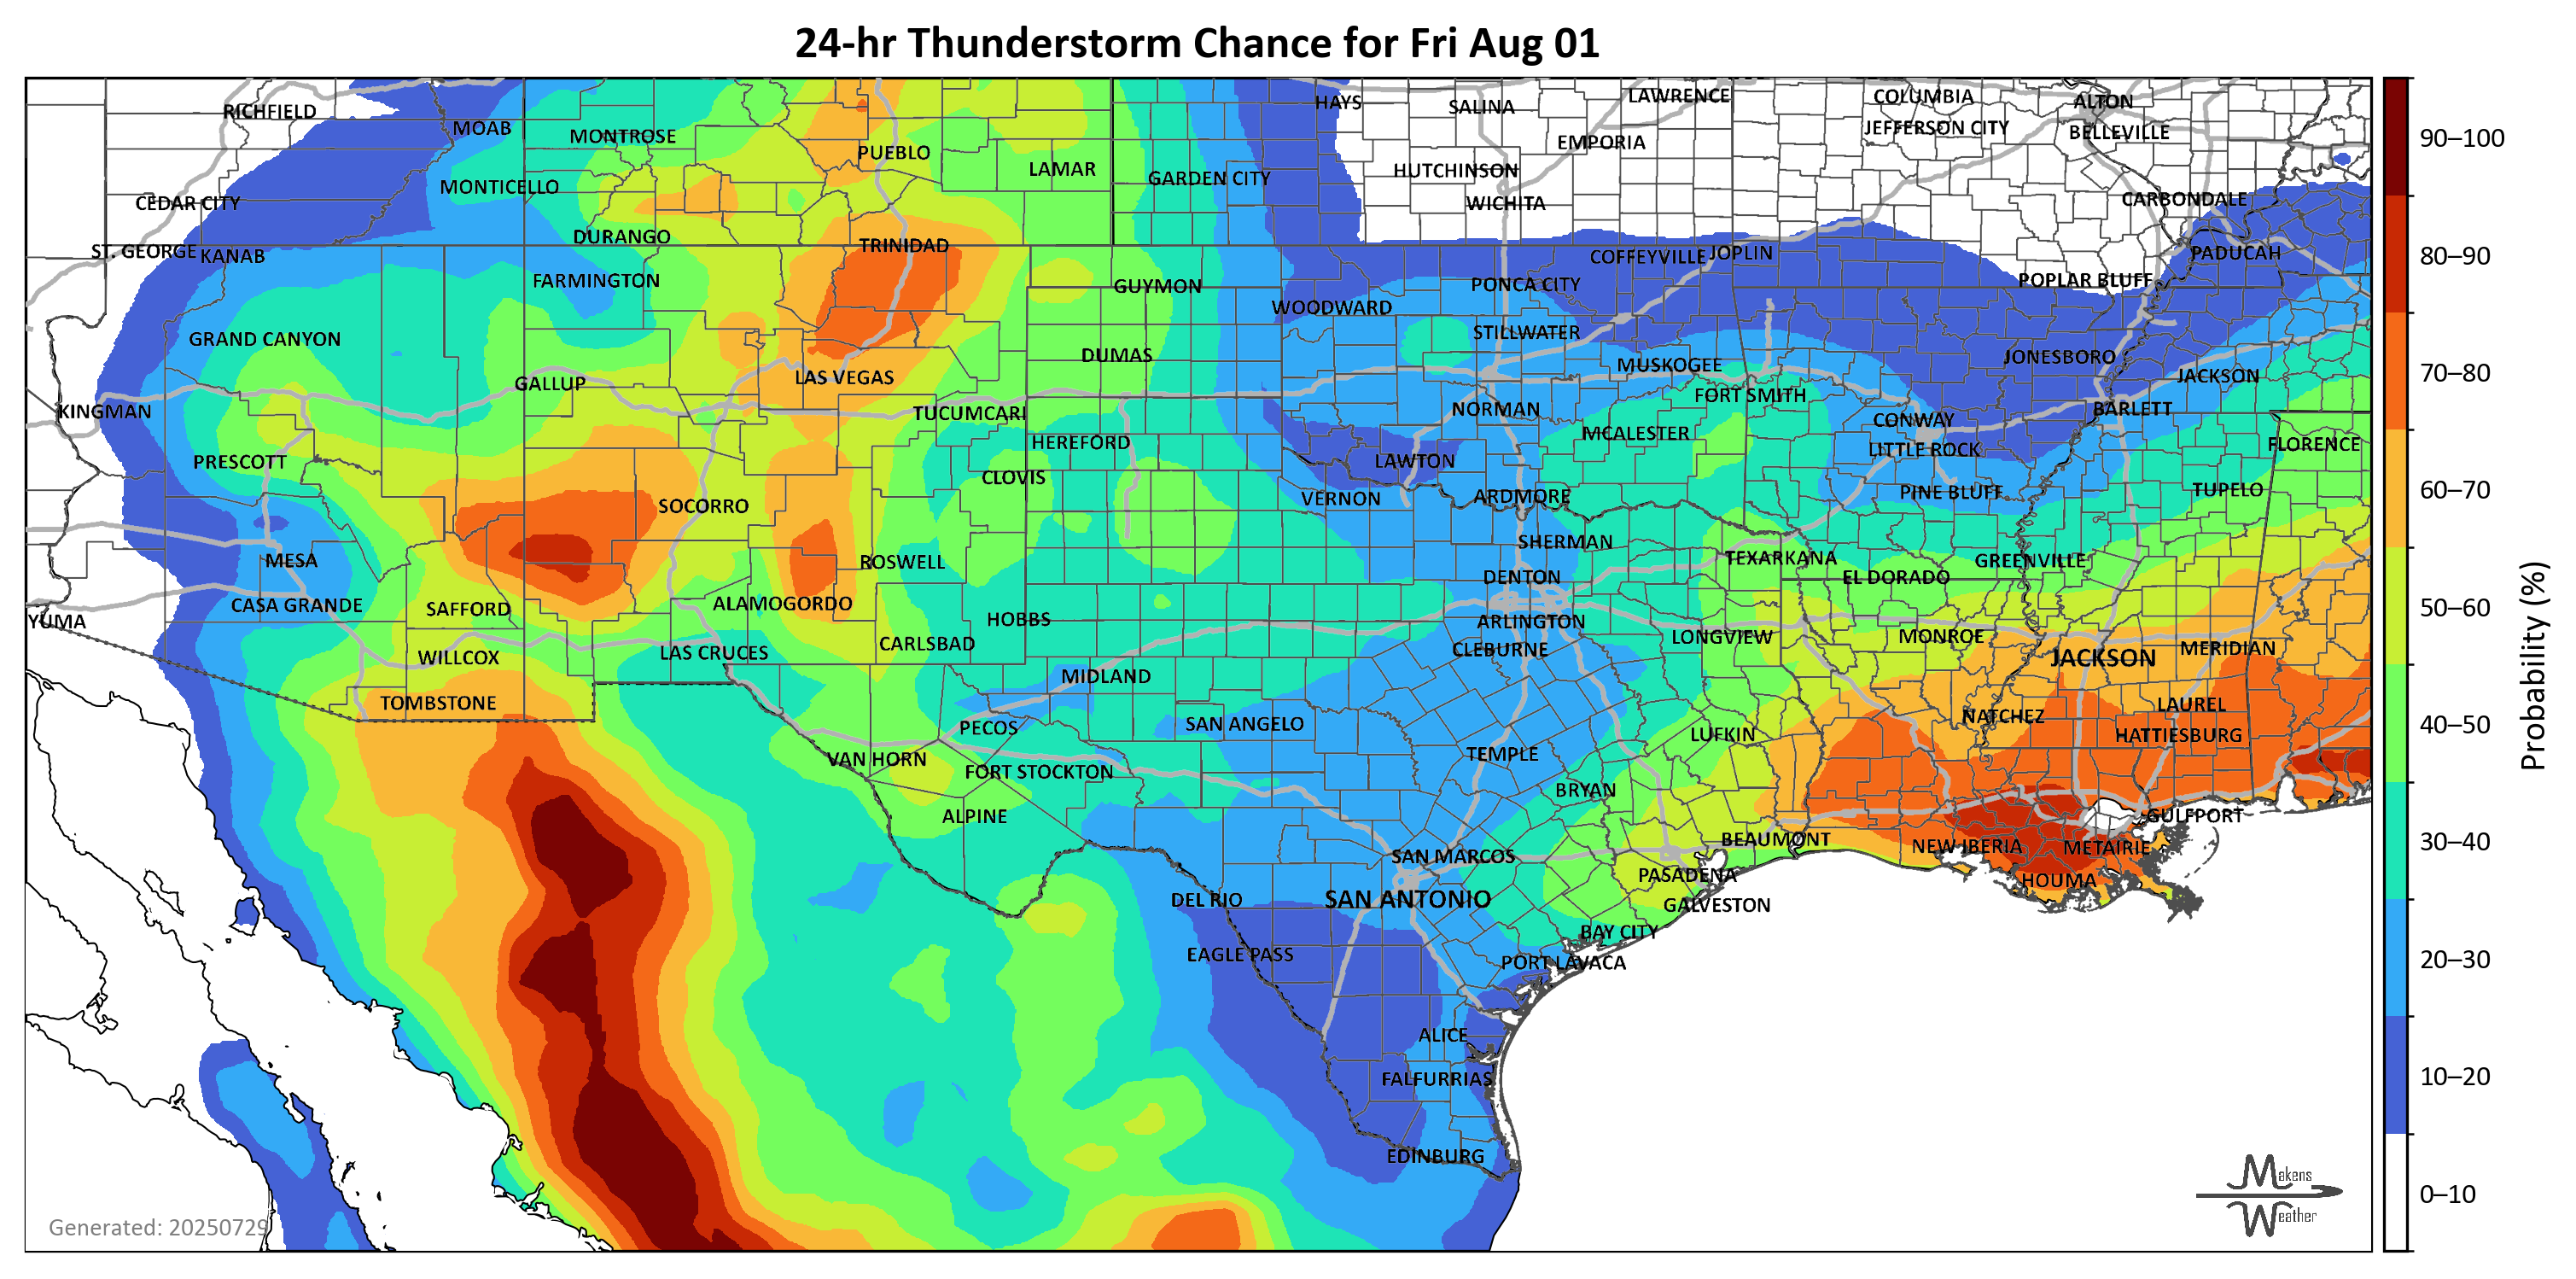 24-hr Thunderstorm Chance for Fri Aug 01
RICHFIELD
MOAB
MONTROSE
PUEBLO
LAMAR
GARDEN CITY
HAYS
SALINA
LAWRENCE
EMPORIA
HUTCHINSON
WICHITA
COLUMBIA
JEFFERSON CITY
ALTON
BELLEVILLE
CARBONDALE
MONTICELLO
CEDAR CITY
ST. GEORGE
KANAB
DURANGO
TRINIDAD
FARMINGTON
GUYMON
WOODWARD
PONCA CITY
COFFEYVILLE
JOPLIN
POPLAR BLUFF
PADUCAH
GRAND CANYON
GALLUP
LAS VEGAS
DUMAS
STILLWATER
MUSKOGEE
JONESBORO
JACKSON
KINGMAN
TUCUMCARI
NORMAN
FORT SMITH
CONWAY
BARLETT
PRESCOTT
HEREFORD
CLOVIS
LAWTON
MCALESTER
LITTLE ROCK
FLORENCE
SOCORRO
VERNON
ARDMORE
PINE BLUFF
TUPELO
MESA
ROSWELL
SHERMAN
TEXARKANA
GREENVILLE
CASA GRANDE
SAFFORD
ALAMOGORDO
DENTON
EL DORADO
YUMA
HOBBS
ARLINGTON
WILLCOX
LAS CRUCES
CARLSBAD
CLEBURNE
LONGVIEW
MONROE
JACKSON
MERIDIAN
TOMBSTONE
MIDLAND
PECOS
SAN ANGELO
NATCHEZ
LAUREL
VAN HORN
FORT STOCKTON
TEMPLE
LUFKIN
HATTIESBURG
ALPINE
BRYAN
BEAUMONT
GULFPORT
SAN MARCOS
NEW IBERIA
METAIRIE
PASADENA
HOUMA
DEL RIO
SAN ANTONIO
GALVESTON
EAGLE PASS
BAY CITY
PORT LAVACA
ALICE
FALFURRIAS
EDINBURG
Generated: 20250729
Makens
Weather
90–100
80–90
70–80
60–70
50–60
40–50
30–40
20–30
10–20
0–10
Probability (%)